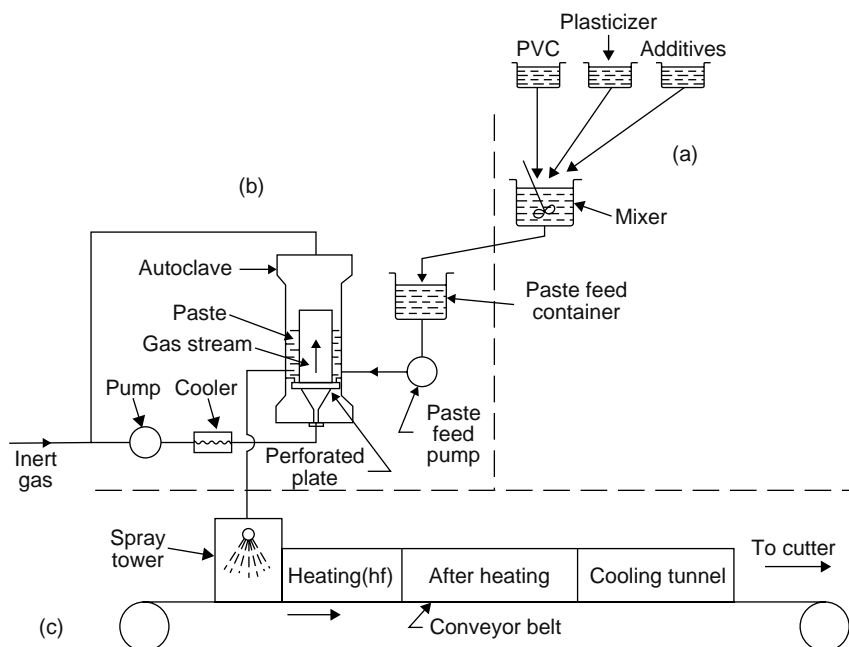 Plasticizer
PVC
Additives
(a)
(b)
Mixer
Autoclave
Paste feed
container
Paste
Gas stream
Pump
Cooler
Paste
feed
pump
Inert
gas
Perforated
plate
Spray
tower
Heating(hf)
After heating
Cooling tunnel
To cutter
(c)
Conveyor belt